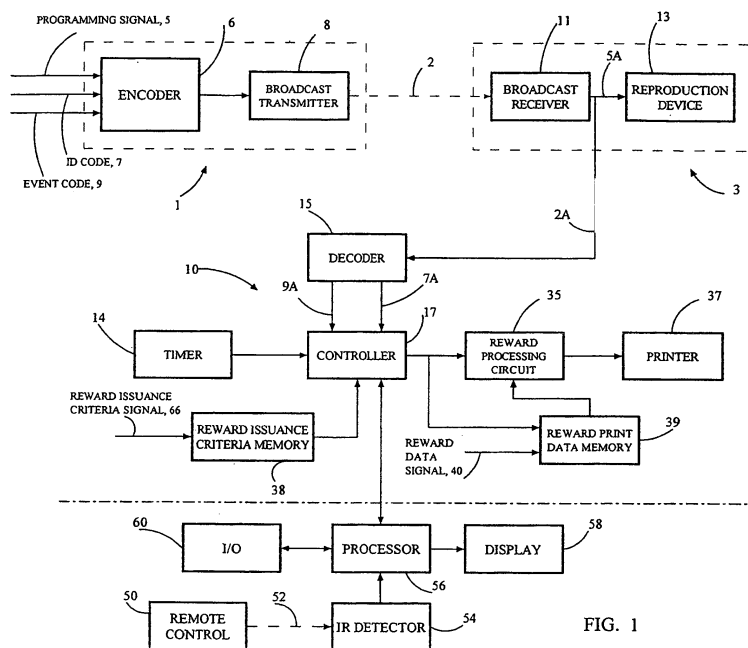 PROGRAMMING SIGNAL, 5
6
8
ENCODER
BROADCAST
TRANSMITTER
2
11
5A
13
BROADCAST
RECEIVER
REPRODUCTION
DEVICE
ID CODE, 7
EVENT CODE, 9
1
3
15
2A
DECODER
10
9A
7A
14
17
35
37
TIMER
CONTROLLER
REWARD
PROCESSING
CIRCUIT
PRINTER
REWARD ISSUANCE
CRITERIA SIGNAL, 66
REWARD ISSUANCE
CRITERIA MEMORY
38
REWARD
DATA
SIGNAL, 40
REWARD PRINT
DATA MEMORY
39
60
I/O
PROCESSOR
56
DISPLAY
58
50
REMOTE
CONTROL
52
IR DETECTOR
54
FIG. 1